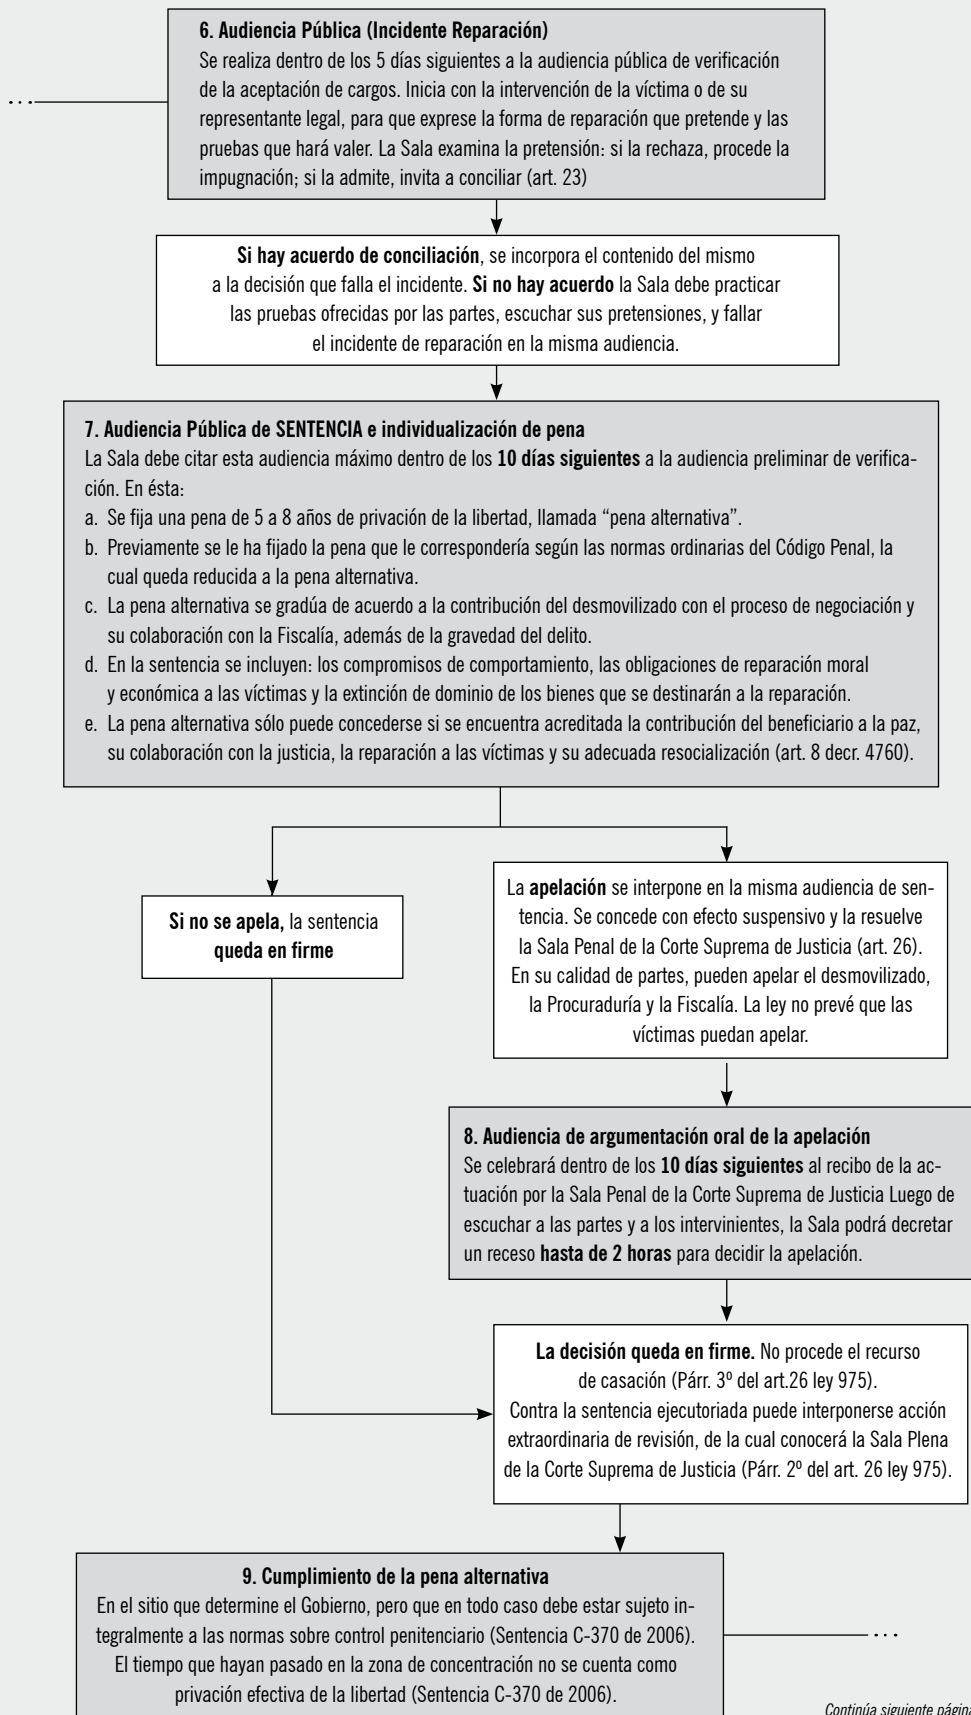 6. Audiencia Pública (Incidente Reparación)
Se realiza dentro de los 5 días siguientes a la audiencia pública de verificación
de la aceptación de cargos. Inicia con la intervención de la víctima o de su
representante legal, para que exprese la forma de reparación que pretende y las
pruebas que hará valer. La Sala examina la pretensión: si la rechaza, procede la
impugnación; si la admite, invita a conciliar (art. 23)
Si hay acuerdo de conciliación, se incorpora el contenido del mismo
a la decisión que falla el incidente. Si no hay acuerdo la Sala debe practicar
las pruebas ofrecidas por las partes, escuchar sus pretensiones, y fallar
el incidente de reparación en la misma audiencia.
7. Audiencia Pública de SENTENCIA e individualización de pena
La Sala debe citar esta audiencia máximo dentro de los 10 días siguientes a la audiencia preliminar de verifica-
ción. En ésta:
a. Se fija una pena de 5 a 8 años de privación de la libertad, llamada “pena alternativa”.
b. Previamente se le ha fijado la pena que le correspondería según las normas ordinarias del Código Penal, la
cual queda reducida a la pena alternativa.
c. La pena alternativa se gradúa de acuerdo a la contribución del desmovilizado con el proceso de negociación y
su colaboración con la Fiscalía, además de la gravedad del delito.
d. En la sentencia se incluyen: los compromisos de comportamiento, las obligaciones de reparación moral
y económica a las víctimas y la extinción de dominio de los bienes que se destinarán a la reparación.
e. La pena alternativa sólo puede concederse si se encuentra acreditada la contribución del beneficiario a la paz,
su colaboración con la justicia, la reparación a las víctimas y su adecuada resocialización (art. 8 decr. 4760).
Si no se apela, la sentencia
queda en firme
La apelación se interpone en la misma audiencia de sen-
tencia. Se concede con efecto suspensivo y la resuelve
la Sala Penal de la Corte Suprema de Justicia (art. 26).
En su calidad de partes, pueden apelar el desmovilizado,
la Procuraduría y la Fiscalía. La ley no prevé que las
víctimas puedan apelar.
8. Audiencia de argumentación oral de la apelación
Se celebrará dentro de los 10 días siguientes al recibo de la ac-
tuación por la Sala Penal de la Corte Suprema de Justicia Luego de
escuchar a las partes y a los intervinientes, la Sala podrá decretar
un receso hasta de 2 horas para decidir la apelación.
La decisión queda en firme. No procede el recurso
de casación (Párr. 3º del art.26 ley 975).
Contra la sentencia ejecutoriada puede interponerse acción
extraordinaria de revisión, de la cual conocerá la Sala Plena
de la Corte Suprema de Justicia (Párr. 2º del art. 26 ley 975).
9. Cumplimiento de la pena alternativa
En el sitio que determine el Gobierno, pero que en todo caso debe estar sujeto in-
tegralmente a las normas sobre control penitenciario (Sentencia C-370 de 2006).
El tiempo que hayan pasado en la zona de concentración no se cuenta como
privación efectiva de la libertad (Sentencia C-370 de 2006).
Continúa siguiente página